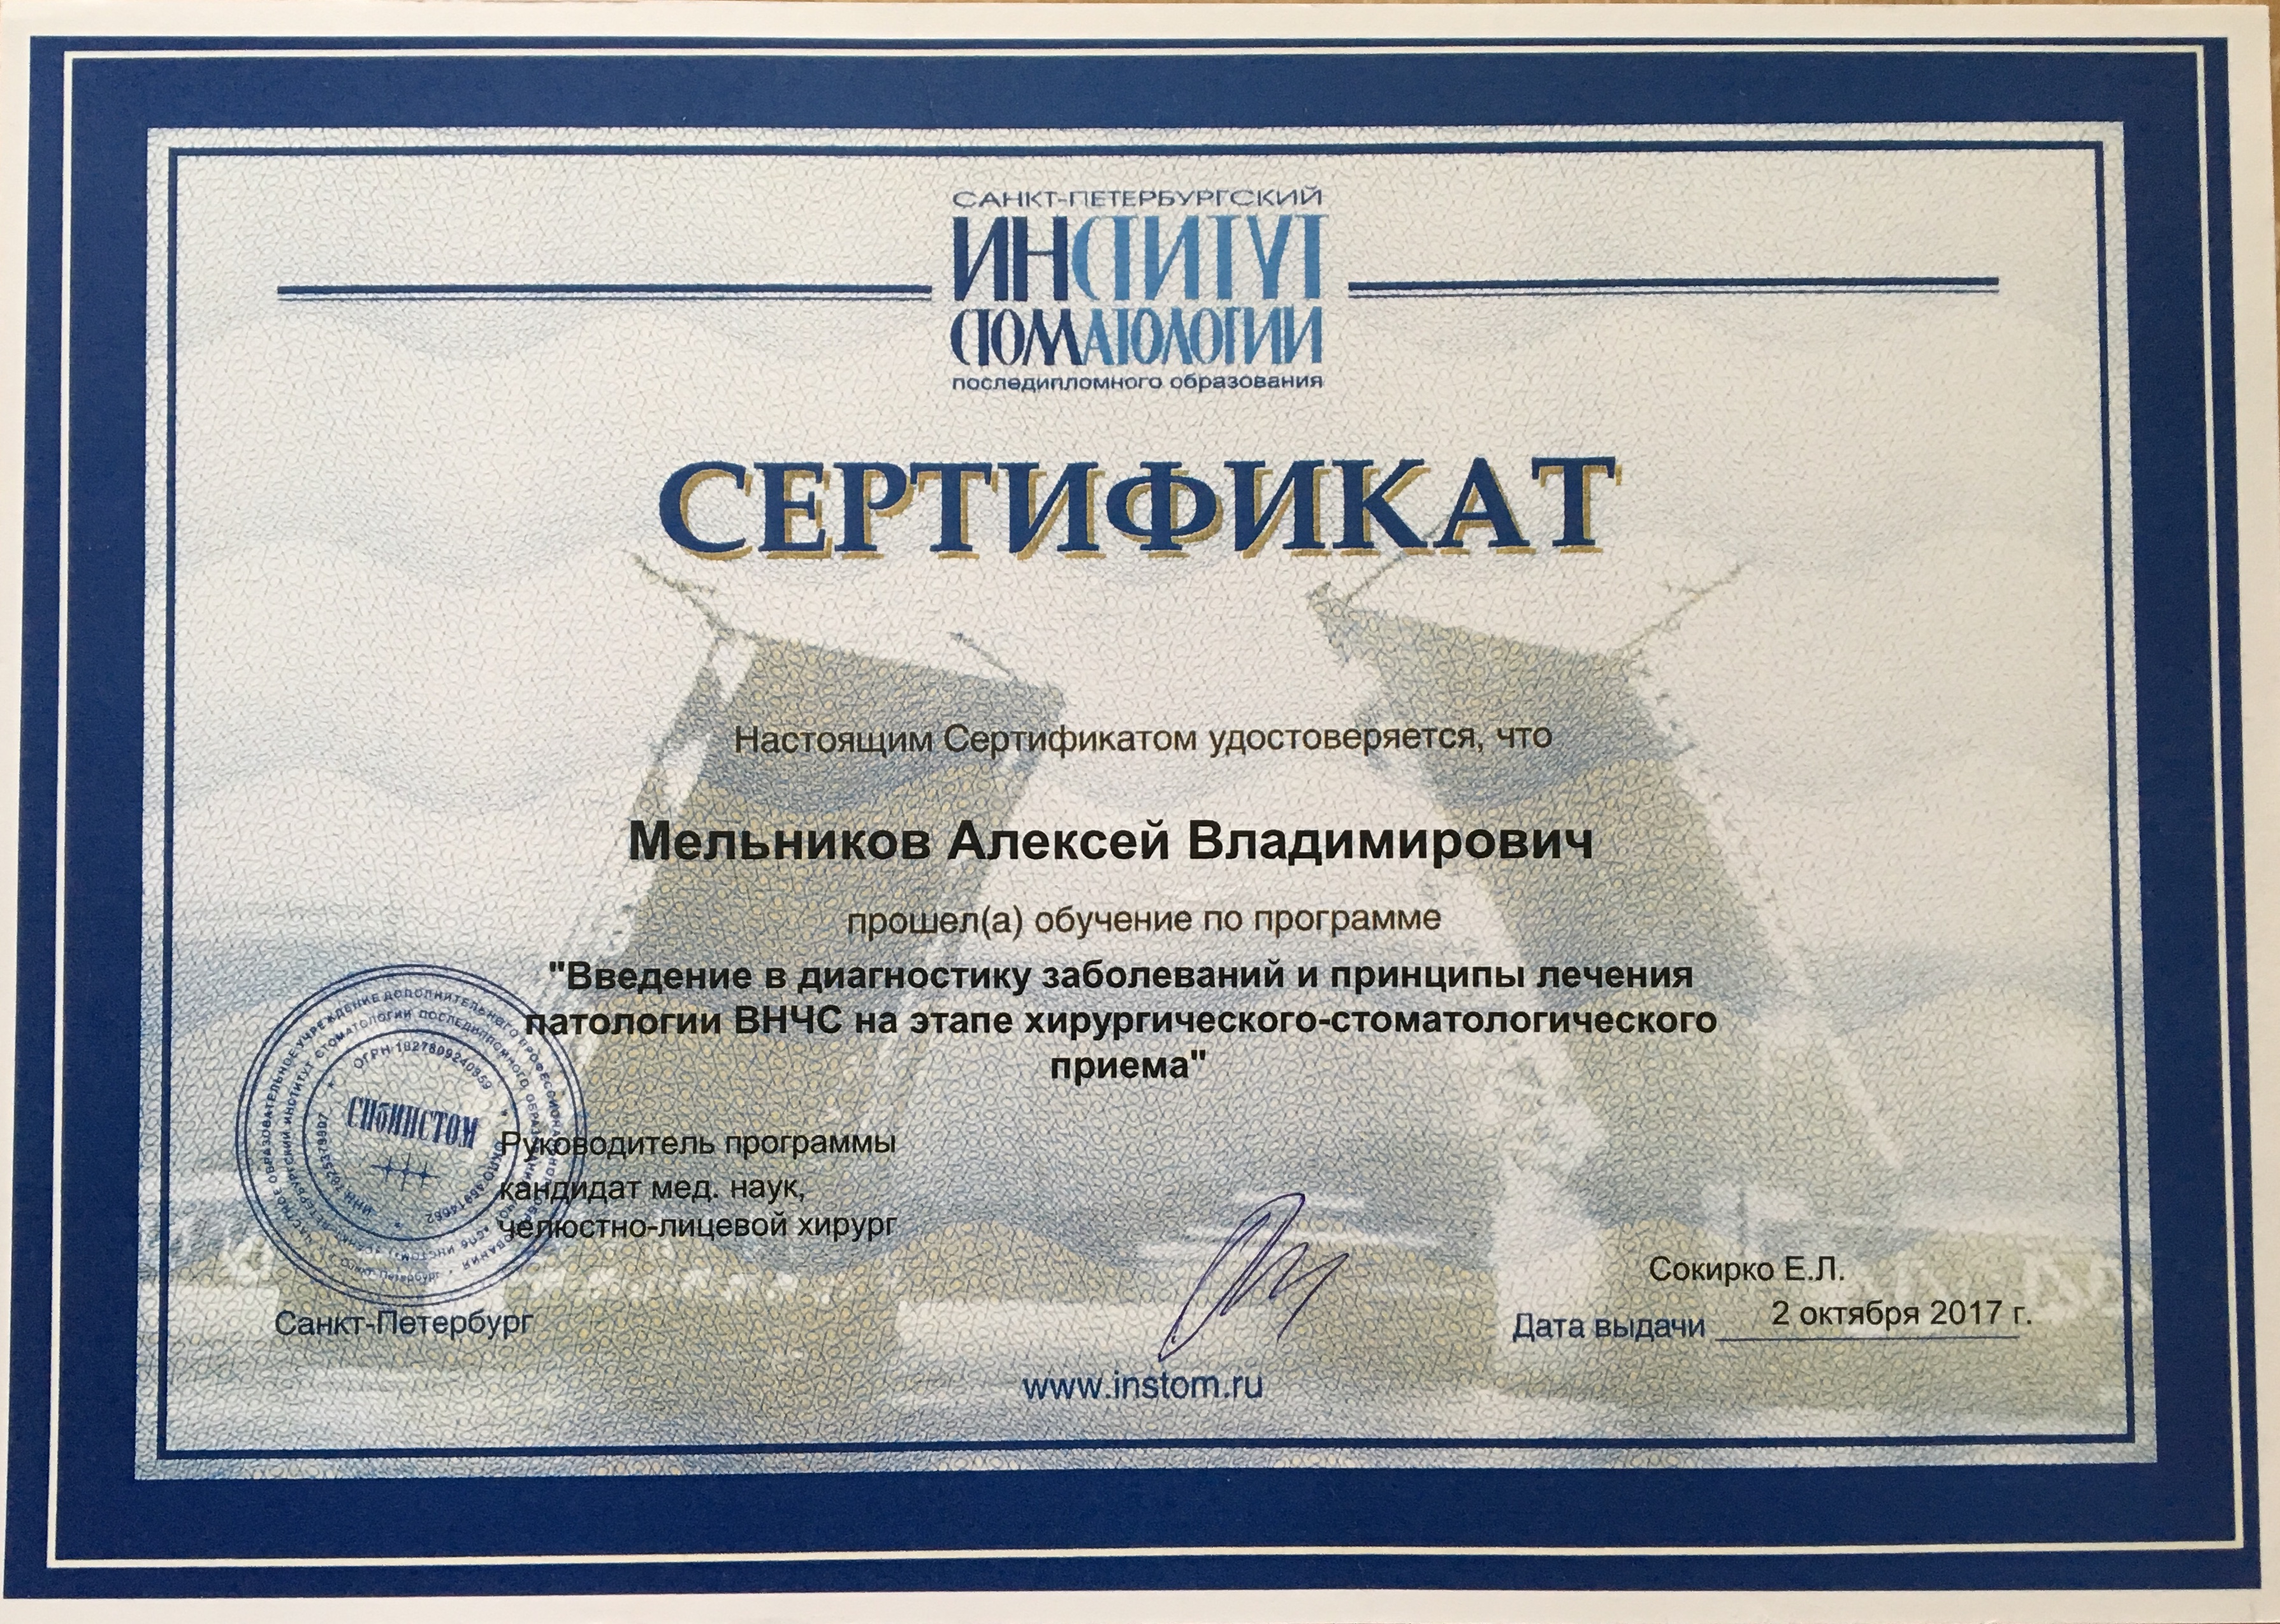 САНКТ-ПЕТЕРБУРГСКИЙ
ИНСТИТУТ
СТОМАТОЛОГИИ
последипломного образования
СЕРТИФИКАТ
Настоящим Сертификатом удостоверяется, что
Мельников Алексей Владимирович
прошел(а) обучение по программе
"Введение в диагностику заболеваний и принципы лечения
патологии ВНЧС на этапе хирургического-стоматологического
приема"
СПбИНСТОМ
Руководитель программы
кандидат мед. наук,
челюстно-лицевой хирург
Сокирко Е.Л.
Санкт-Петербург
Дата выдачи 2 октября 2017 г.
www.instom.ru